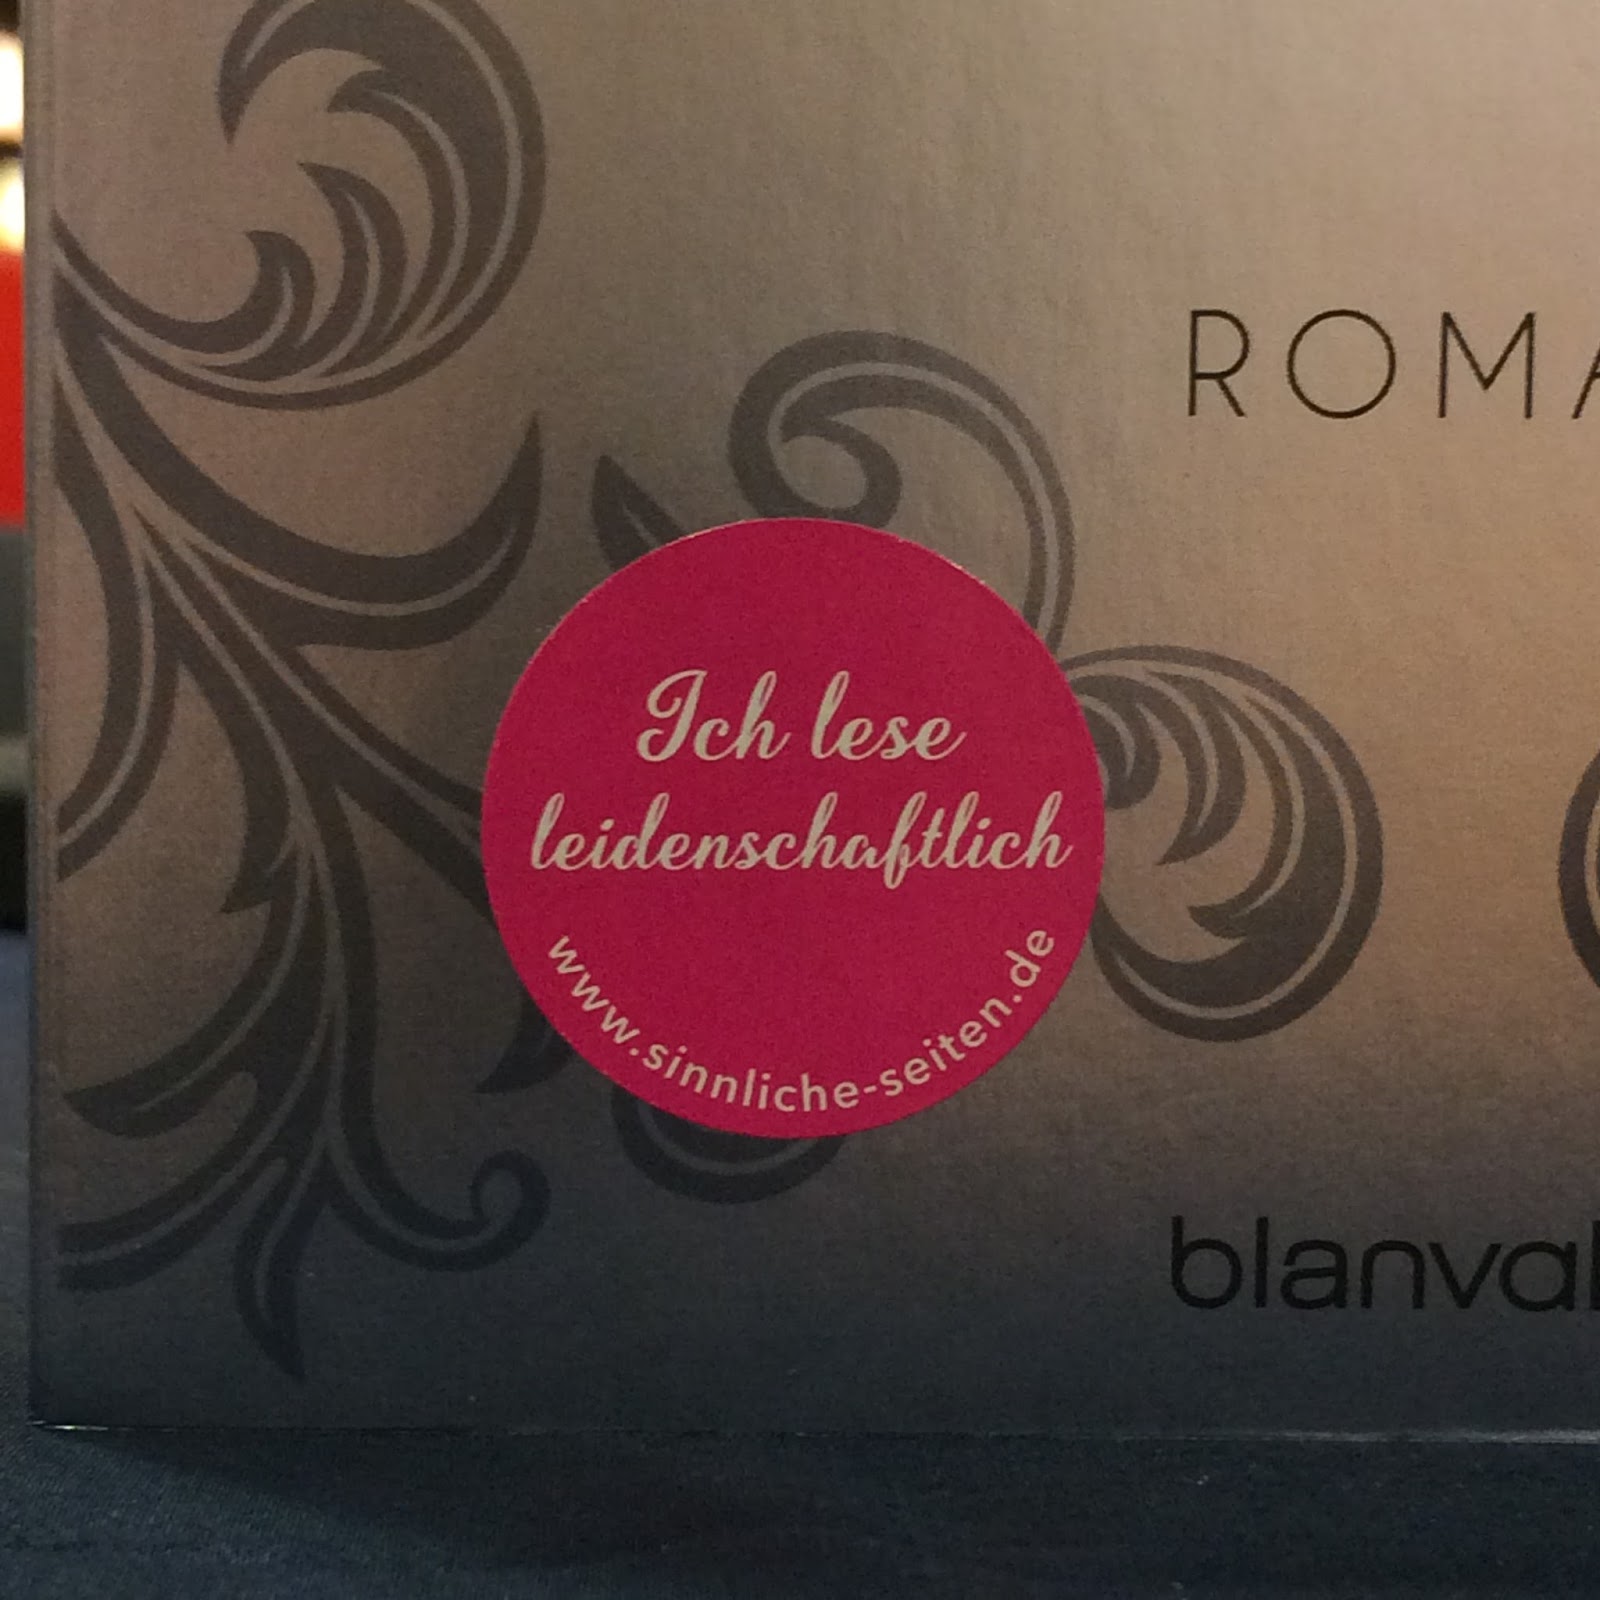 ROMA
Ich lese
leidenschaftlich
www.sinnliche-seiten.de
blanval